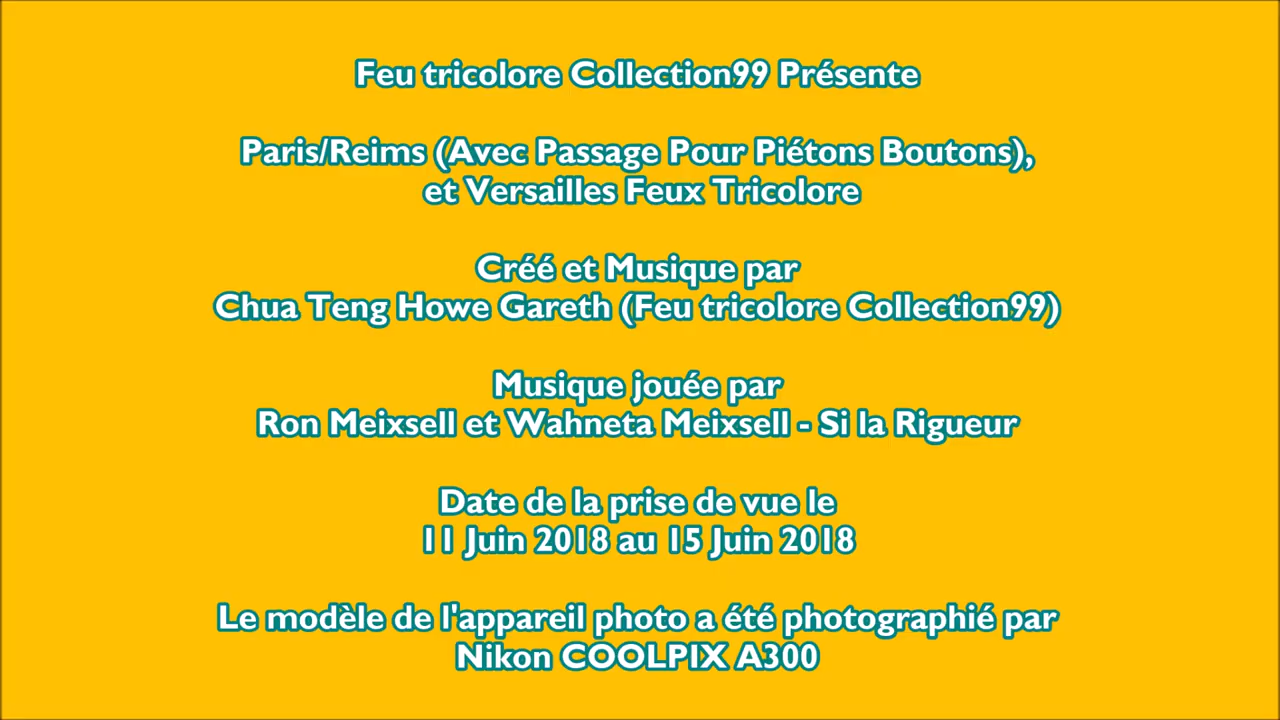 Feu tricolore Collection99 Présente
Paris/Reims (Avec Passage Pour Piétons Boutons),
et Versailles Feux Tricolore
Créé et Musique par
Chua Teng Howe Gareth (Feu tricolore Collection99)
Musique jouée par
Ron Meixsell et Wahneta Meixsell - Si la Rigueur
Date de la prise de vue le
11 Juin 2018 au 15 Juin 2018
Le modèle de l'appareil photo a été photographié par
Nikon COOLPIX A300